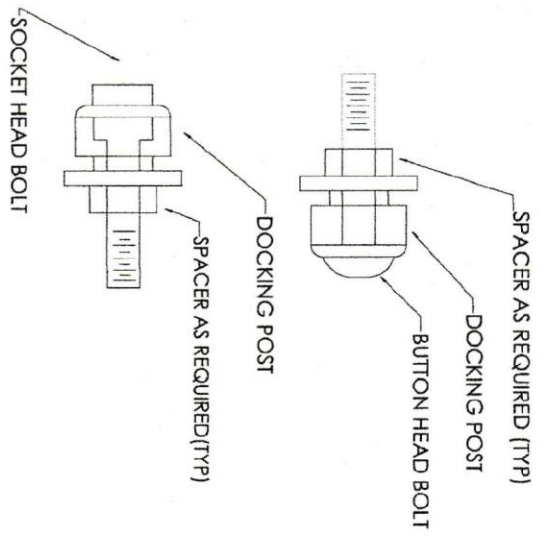 SPACER AS REQUIRED (TYP)
DOCKING POST
BUTTON HEAD BOLT
DOCKING POST
SPACER AS REQUIRED(TYP)
SOCKET HEAD BOLT